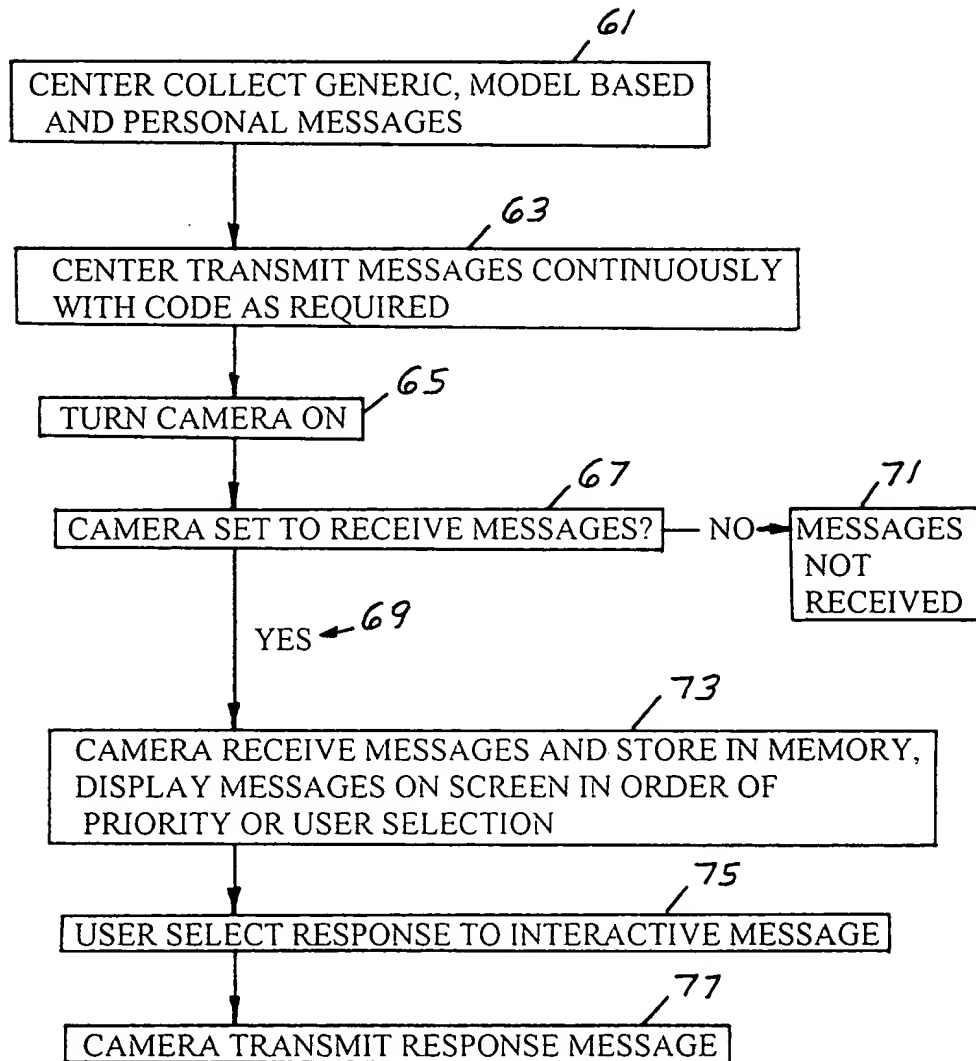 61
CENTER COLLECT GENERIC, MODEL BASED
AND PERSONAL MESSAGES
63
CENTER TRANSMIT MESSAGES CONTINUOUSLY
WITH CODE AS REQUIRED
65
TURN CAMERA ON
67
CAMERA SET TO RECEIVE MESSAGES?
NO
71
MESSAGES
NOT
RECEIVED
YES
69
73
CAMERA RECEIVE MESSAGES AND STORE IN MEMORY,
DISPLAY MESSAGES ON SCREEN IN ORDER OF
PRIORITY OR USER SELECTION
75
USER SELECT RESPONSE TO INTERACTIVE MESSAGE
77
CAMERA TRANSMIT RESPONSE MESSAGE